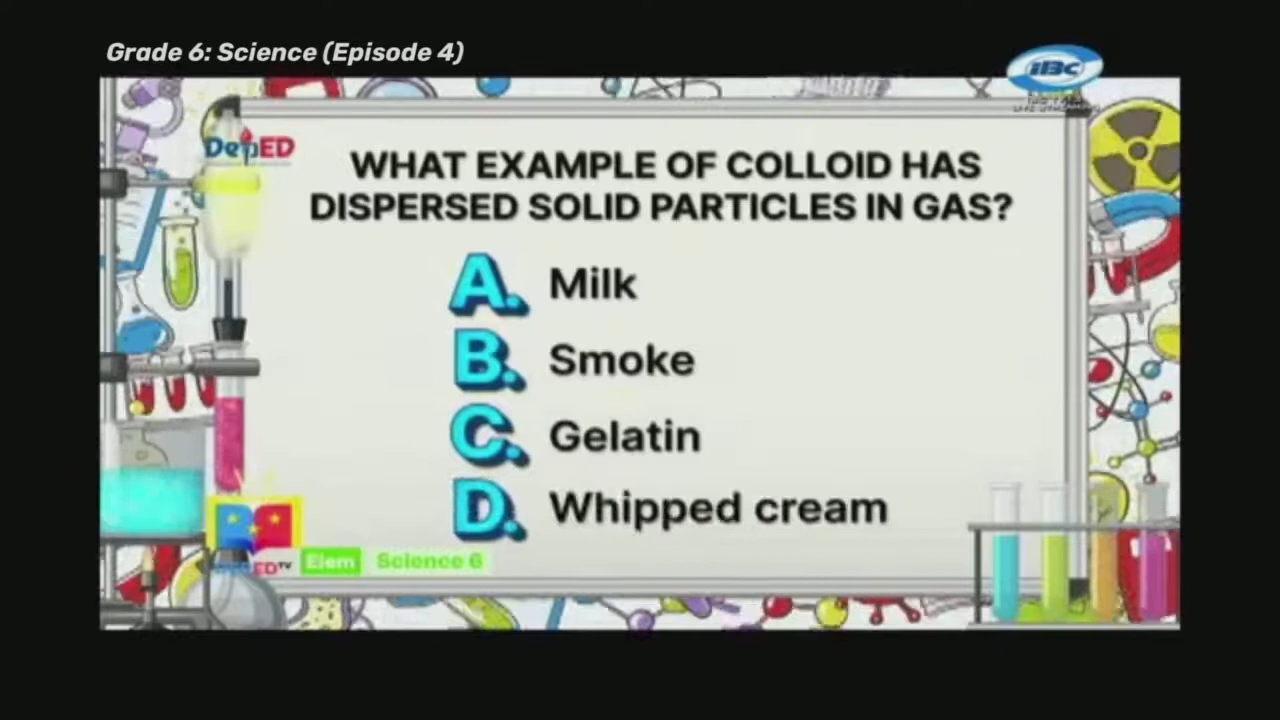 Grade 6: Science (Episode 4)
iBC
DepED
WHAT EXAMPLE OF COLLOID HAS
DISPERSED SOLID PARTICLES IN GAS?
A. Milk
B. Smoke
C. Gelatin
D. Whipped cream
Elem Science 6